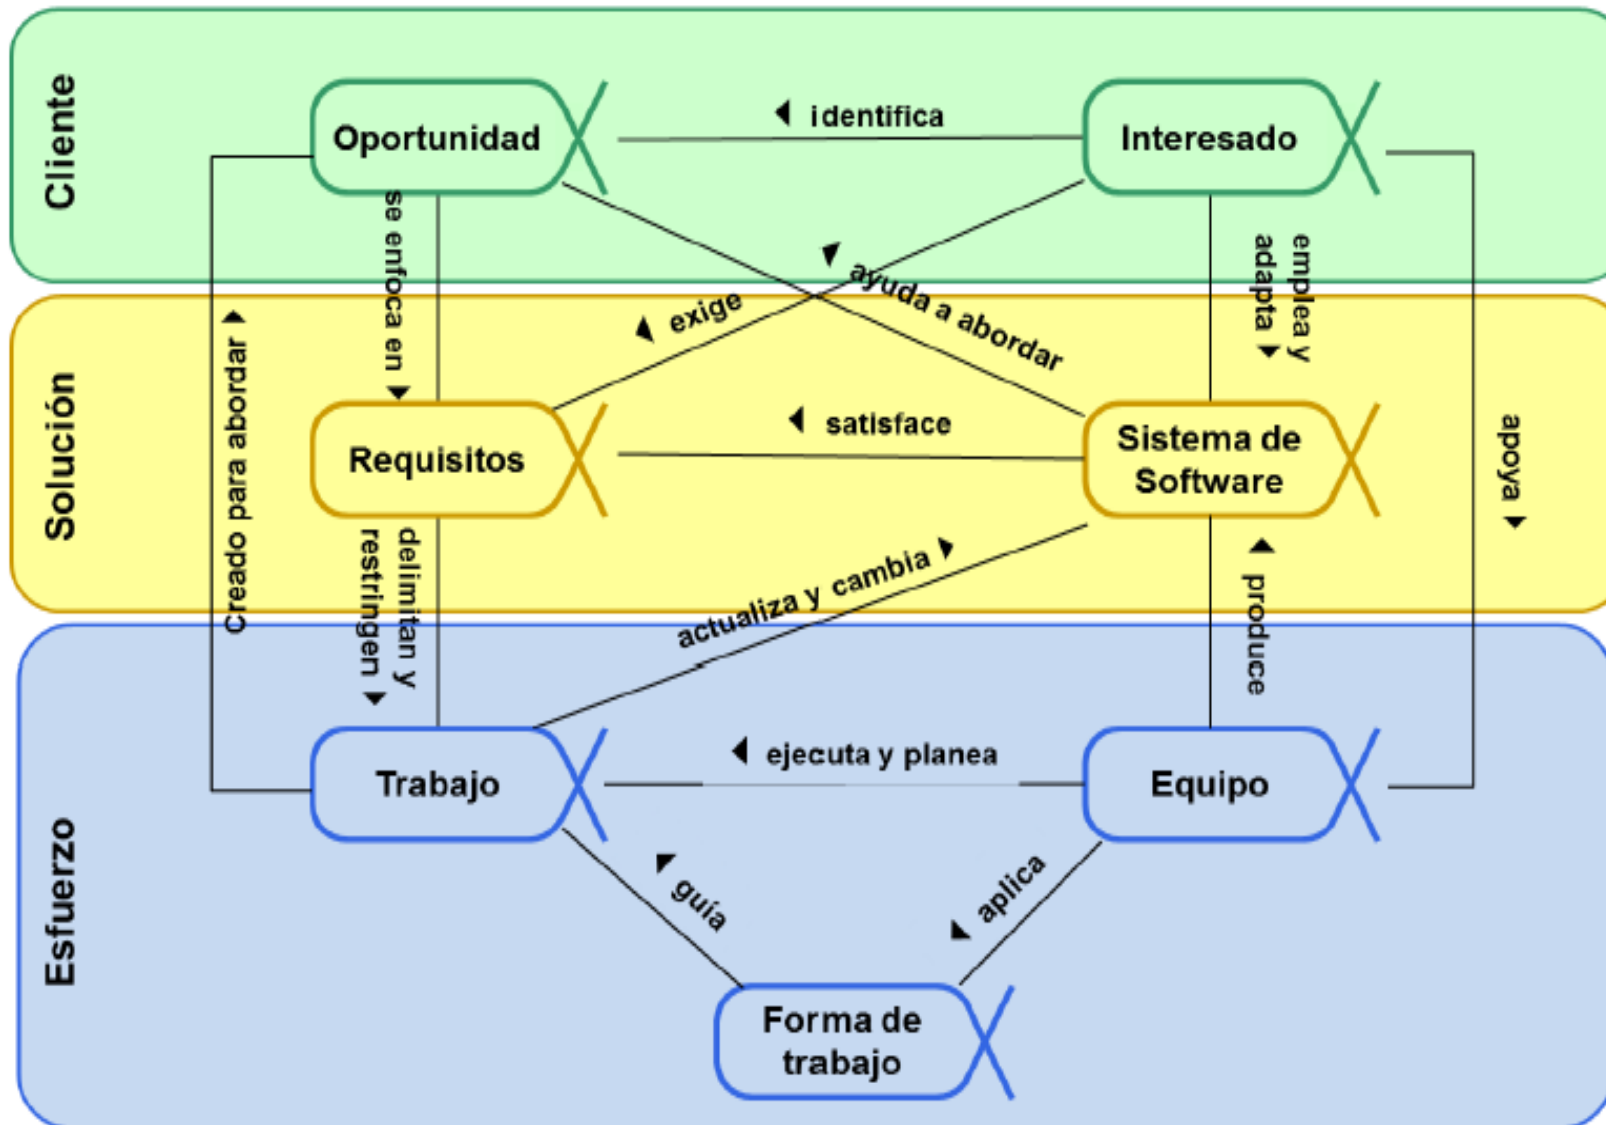 Cliente
Oportunidad
identifica
Interesado
se enfoca en
exige
ayuda a abordar
emplea y
adapta
Creado para abordar
apoya
Solución
Requisitos
satisface
Sistema de
Software
delimitan y
restringen
actualiza y cambia
produce
Esfuerzo
Trabajo
ejecuta y planea
Equipo
guía
aplica
Forma de
trabajo